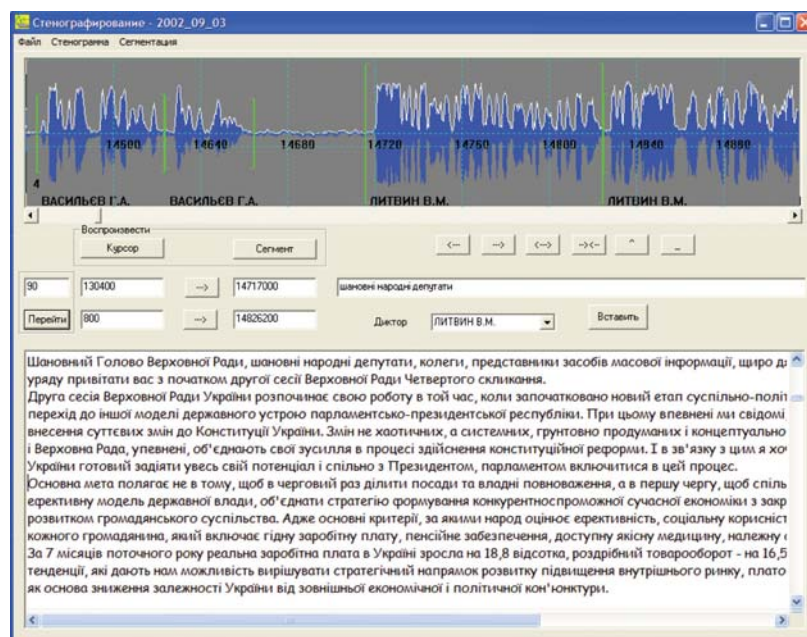 Стенографирование - 2002_09_03
Файл Стенограмма Сегментация
14600 14640 14680 14720 14760 14800 14840 14880
4
ВАСИЛЬЄВ Г.А. ВАСИЛЬЄВ Г.А. ЛИТВИН В.М. ЛИТВИН В.М.
Воспроизвести
Курсор Сегмент <--- ---> <--> --><-- ^ _
90 130400 ---> 14717000 шановні народні депутати
Перейти 800 ---> 14826200 Диктор ЛИТВИН В.М. Вставить
Шановний Голово Верховної Ради, шановні народні депутати, колеги, представники засобів масової інформації, щиро
уряду привітати вас з початком другої сесії Верховної Ради Четвертого скликання.
Друга сесія Верховної Ради України розпочинає свою роботу в той час, коли започатковано новий етап суспільно-політ
перехід до іншої моделі державного устрою парламентсько-президентської республіки. При цьому впевнені ми свідомі
внесення суттєвих змін до Конституції України. Змін не хаотичних, а системних, грунтовно продуманих і концептуально
і Верховна Рада, упевнені, об'єднають свої зусилля в процесі здійснення конституційної реформи. І в зв'язку з цим я хо
України готовий задіяти увесь свій потенціал і спільно з Президентом, парламентом включитися в цей процес.
Основна мета полягає не в тому, щоб в черговий раз ділити посади та владні повноваження, а в першу чергу, щоб спіль
ефективну модель державної влади, об'єднати стратегію формування конкурентноспроможної сучасної економіки з закр
розвитком громадянського суспільства. Адже основні критерії, за якими народ оцінює ефективність, соціальну корисніст
кожного громадянина, який включає гідну заробітну плату, пенсійне забезпечення, доступну якісну медицину, належну
За 7 місяців поточного року реальна заробітна плата в Україні зросла на 18,8 відсотка, роздрібний товарооборот - на 16,5
тенденції, які дають нам можливість вирішувати стратегічний напрямок розвитку підвищення внутрішнього ринку, плато
як основа зниження залежності України від зовнішньої економічної і політичної кон'юнктури.